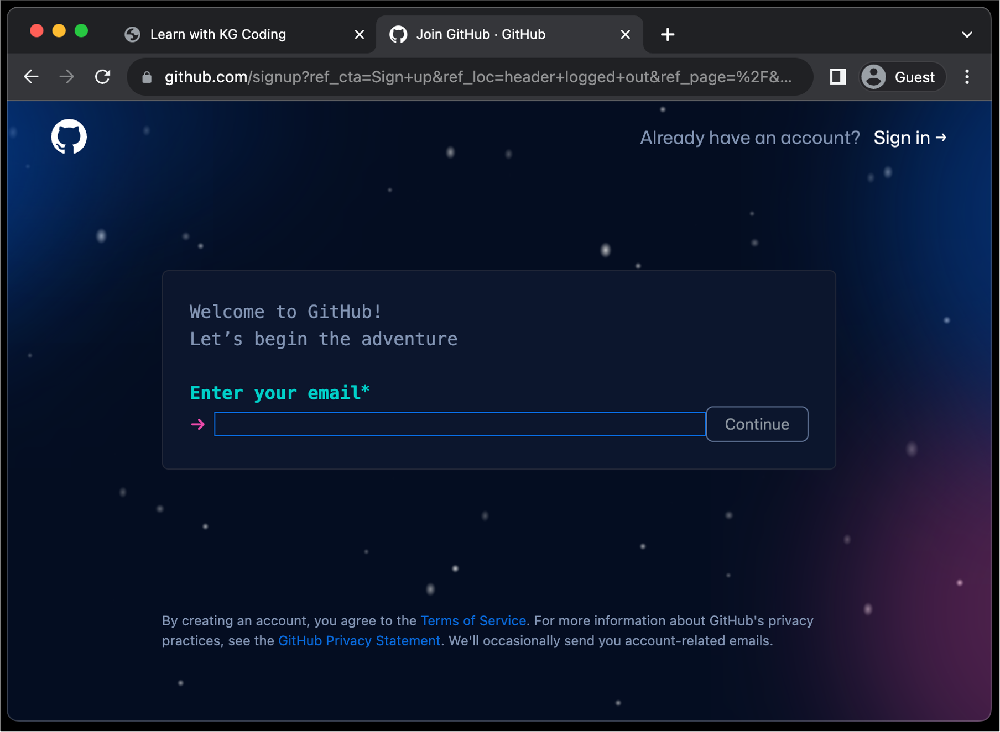 Learn with KG Coding
Join GitHub · GitHub
github.com/signup?ref_cta=Sign+up&ref_loc=header+logged+out&ref_page=%2F&...
Guest
Already have an account? Sign in →
Welcome to GitHub!
Let’s begin the adventure
Enter your email*
→ Continue
By creating an account, you agree to the Terms of Service. For more information about GitHub's privacy
practices, see the GitHub Privacy Statement. We'll occasionally send you account-related emails.